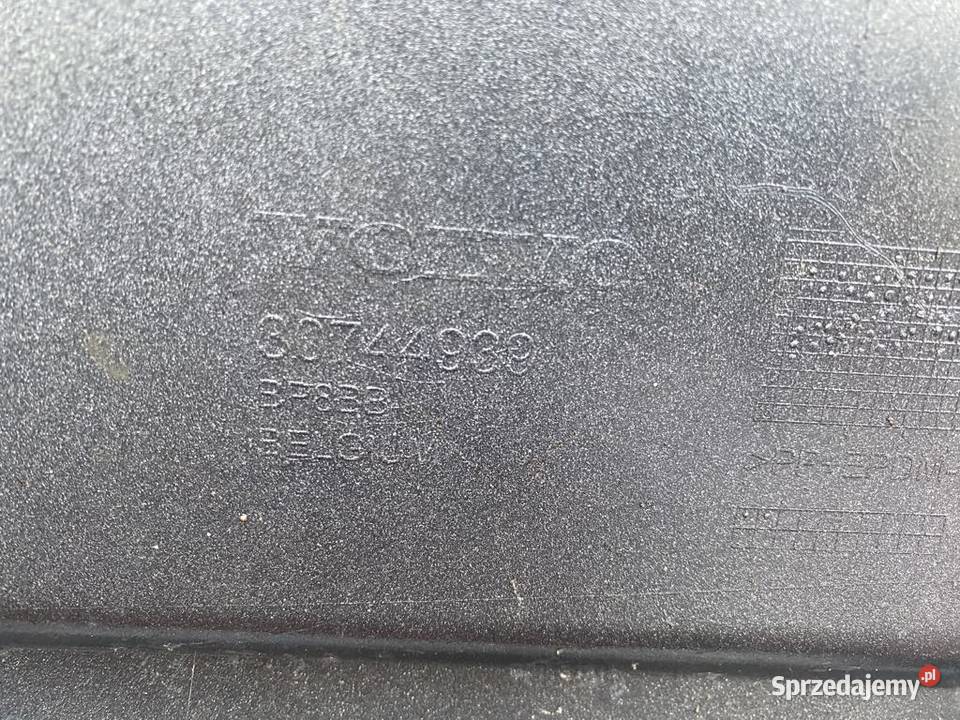 VOLVO
30744939
BP8BB
BELGIUM
Sprzedajemy.pl